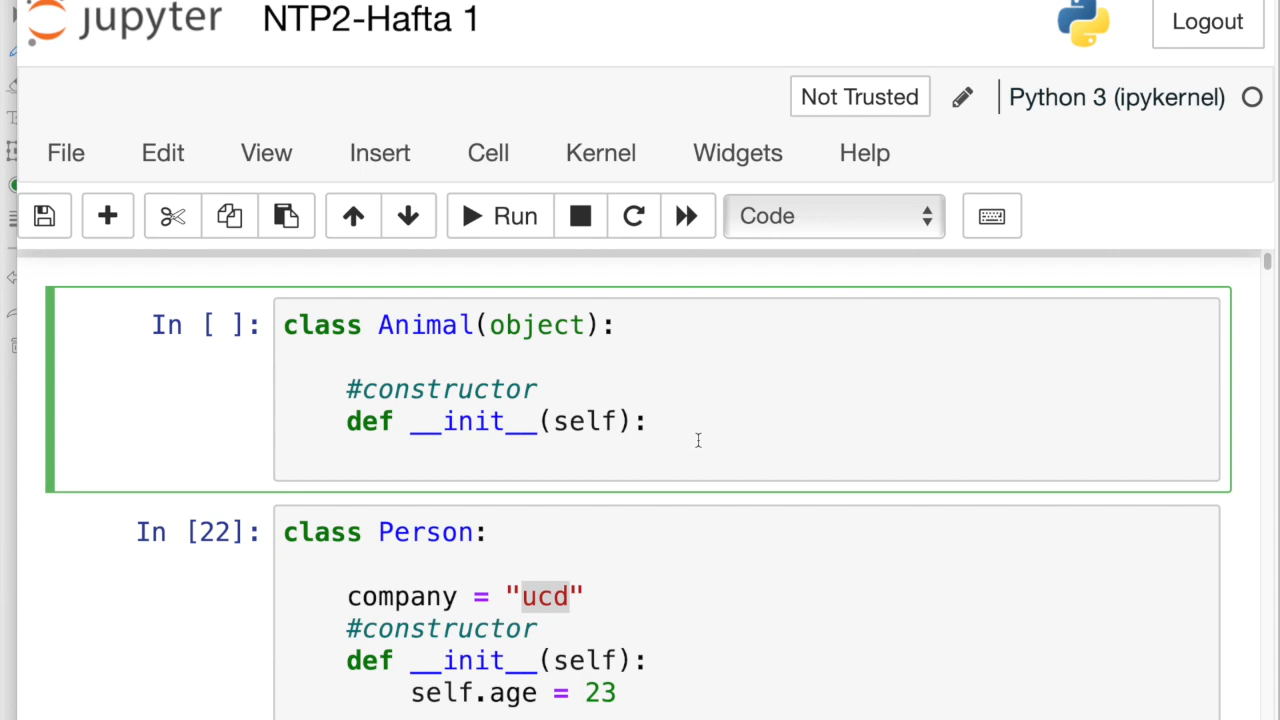 jupyter NTP2-Hafta 1 Logout
Not Trusted Python 3 (ipykernel)
File Edit View Insert Cell Kernel Widgets Help
Run Code
In [ ]: class Animal(object):
#constructor
def __init__(self):
In [22]: class Person:
company = "ucd"
#constructor
def __init__(self):
self.age = 23